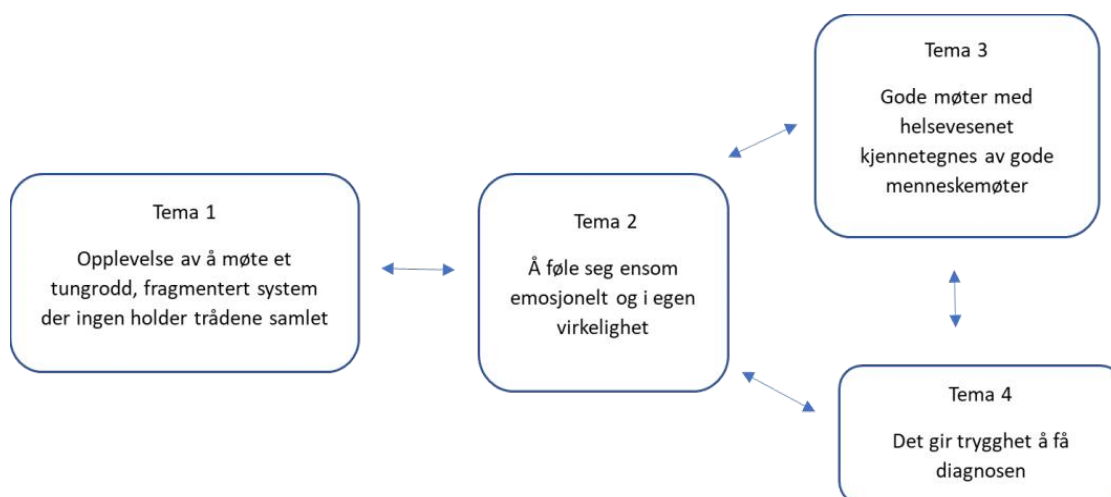 Tema 1
Opplevelse av å møte et
tungrodd, fragmentert system
der ingen holder trådene samlet
Tema 2
Å føle seg ensom
emosjonelt og i egen
virkelighet
Tema 3
Gode møter med
helsevesenet
kjennetegnes av gode
menneskemøter
Tema 4
Det gir trygghet å få
diagnosen